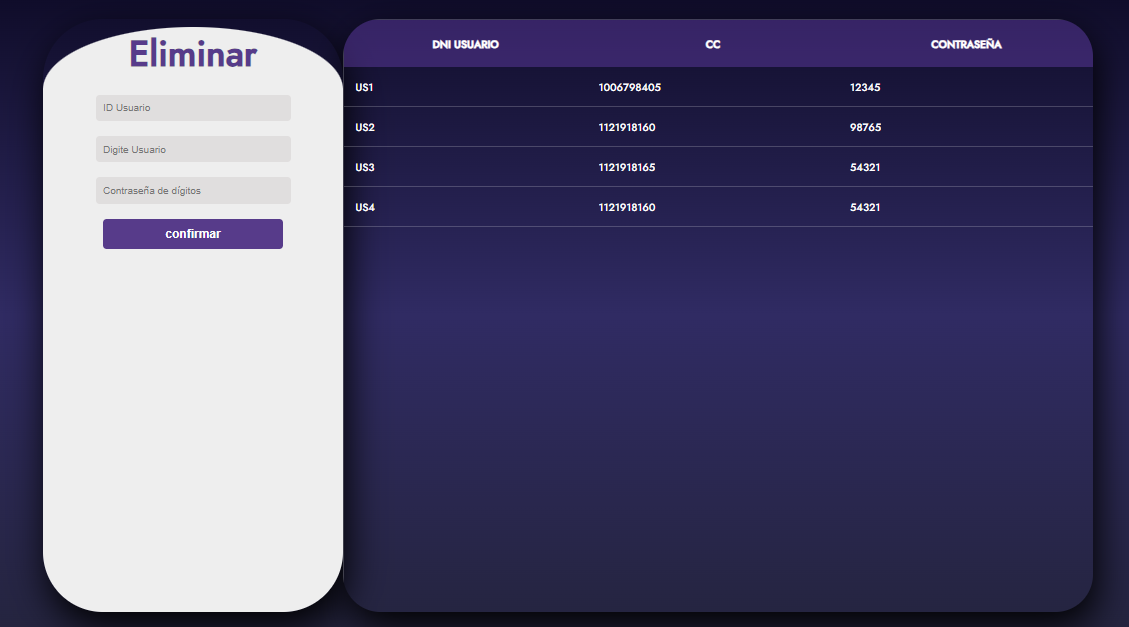 Eliminar
ID Usuario
Digite Usuario
Contraseña de dígitos
confirmar
DNI USUARIO CC CONTRASEÑA
US1 1006798405 12345
US2 1121918160 98765
US3 1121918165 54321
US4 1121918160 54321